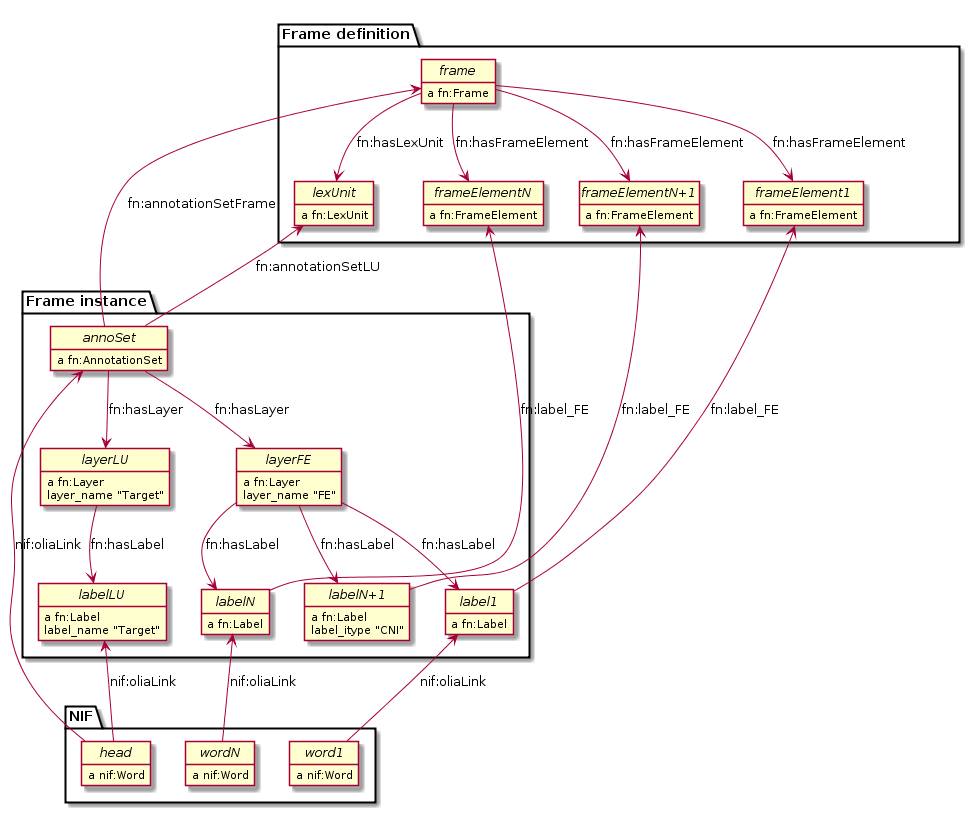 Frame definition
frame
a fn:Frame
fn:hasLexUnit
fn:hasFrameElement
fn:hasFrameElement
fn:hasFrameElement
lexUnit
a fn:LexUnit
frameElementN
a fn:FrameElement
frameElementN+1
a fn:FrameElement
frameElement1
a fn:FrameElement
fn:annotationSetFrame
fn:annotationSetLU
Frame instance
annoSet
a fn:AnnotationSet
fn:hasLayer
fn:hasLayer
fn:label_FE
fn:label_FE
fn:label_FE
layerLU
a fn:Layer
layer_name "Target"
layerFE
a fn:Layer
layer_name "FE"
nif:oliaLink
fn:hasLabel
fn:hasLabel
fn:hasLabel
fn:hasLabel
labelLU
a fn:Label
label_name "Target"
labelN
a fn:Label
labelN+1
a fn:Label
label_itype "CNI"
label1
a fn:Label
nif:oliaLink
nif:oliaLink
nif:oliaLink
NIF
head
a nif:Word
wordN
a nif:Word
word1
a nif:Word